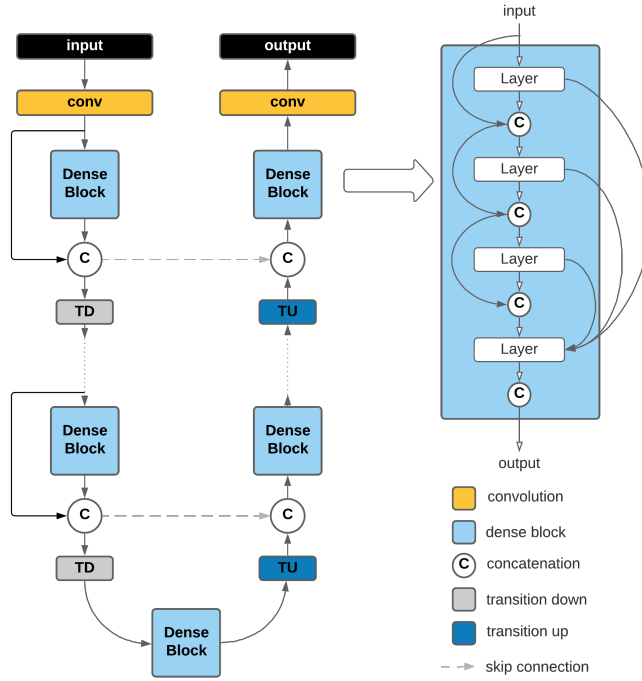 input
conv
Dense
Block
C
TD
Dense
Block
C
TD
Dense
Block
TU
C
Dense
Block
TU
C
Dense
Block
conv
output
input
Layer
C
Layer
C
Layer
C
Layer
C
output
convolution
dense block
C
concatenation
transition down
transition up
skip connection